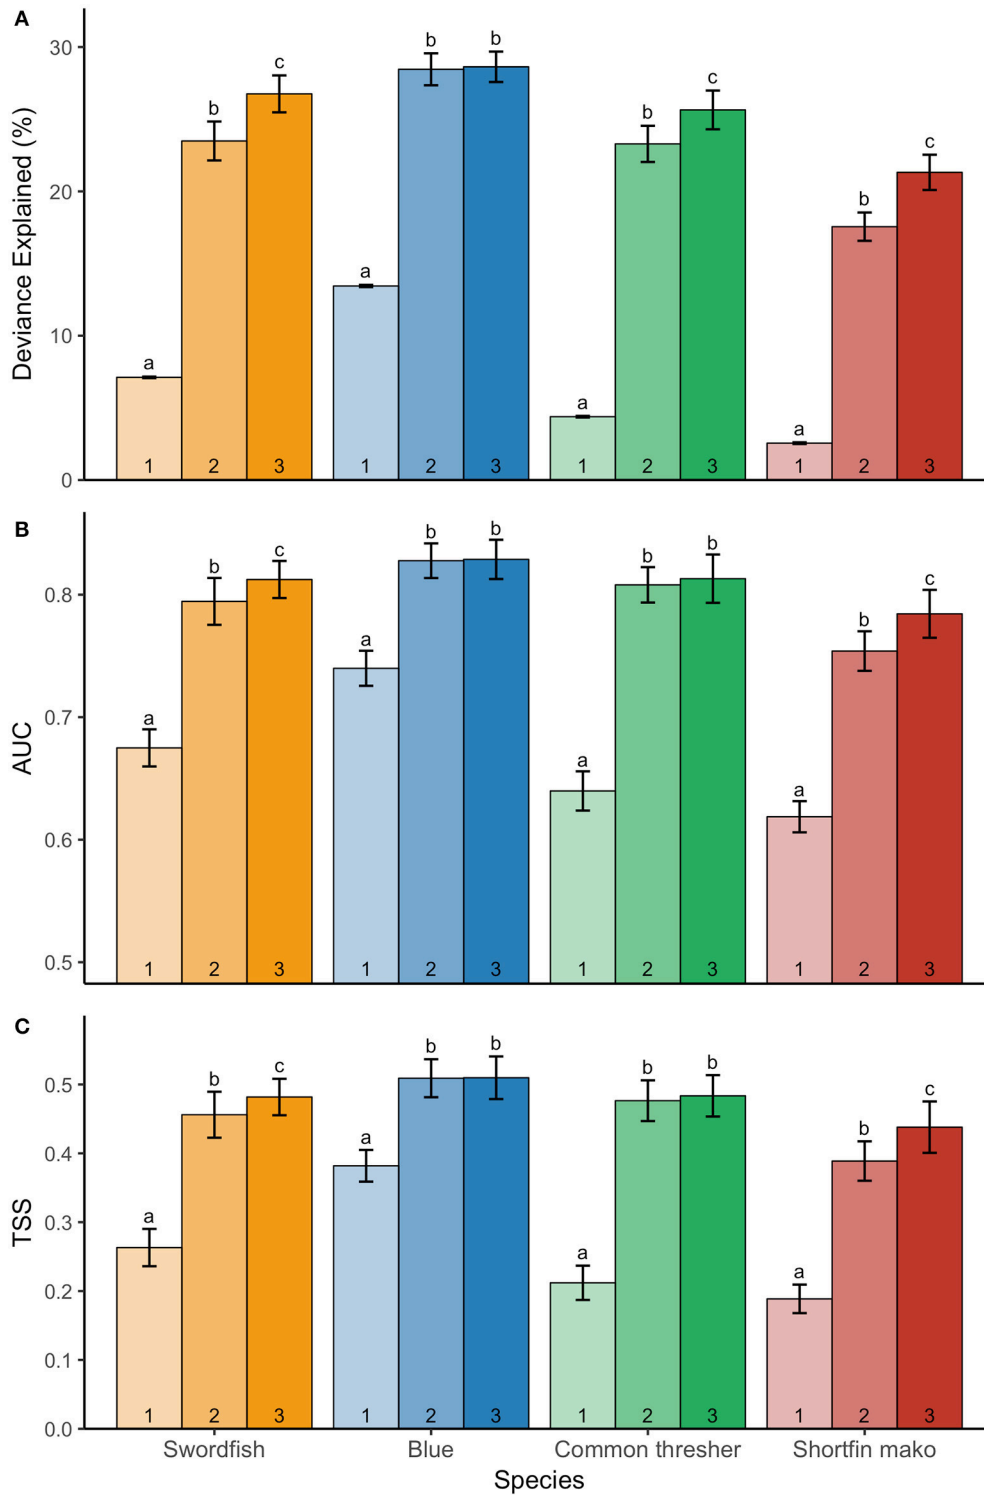 A
Deviance Explained (%)
30
20
10
0
a b c
a b b
a b c
a b c
1 2 3 1 2 3 1 2 3 1 2 3
B
AUC
0.8
0.7
0.6
0.5
a b c
a b b
a b b
a b c
1 2 3 1 2 3 1 2 3 1 2 3
C
TSS
0.5
0.4
0.3
0.2
0.1
0.0
a b c
a b b
a b b
a b c
1 2 3 1 2 3 1 2 3 1 2 3
Swordfish Blue Common thresher Shortfin mako
Species